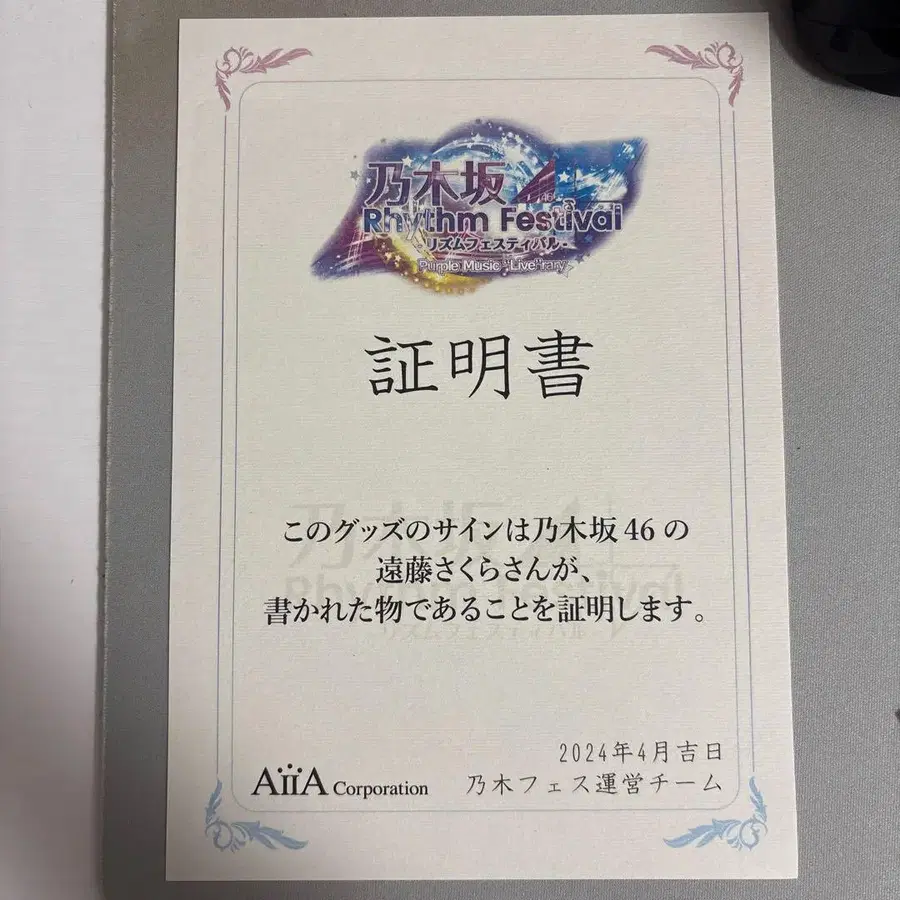 乃木坂46
Rhythm Festival
- リズムフェスティバル -
Purple Music "Live"rary
証明書
このグッズのサインは乃木坂46の
遠藤さくらさんが、
書かれた物であることを証明します。
2024年4月吉日
AiiA Corporation
乃木フェス運営チーム